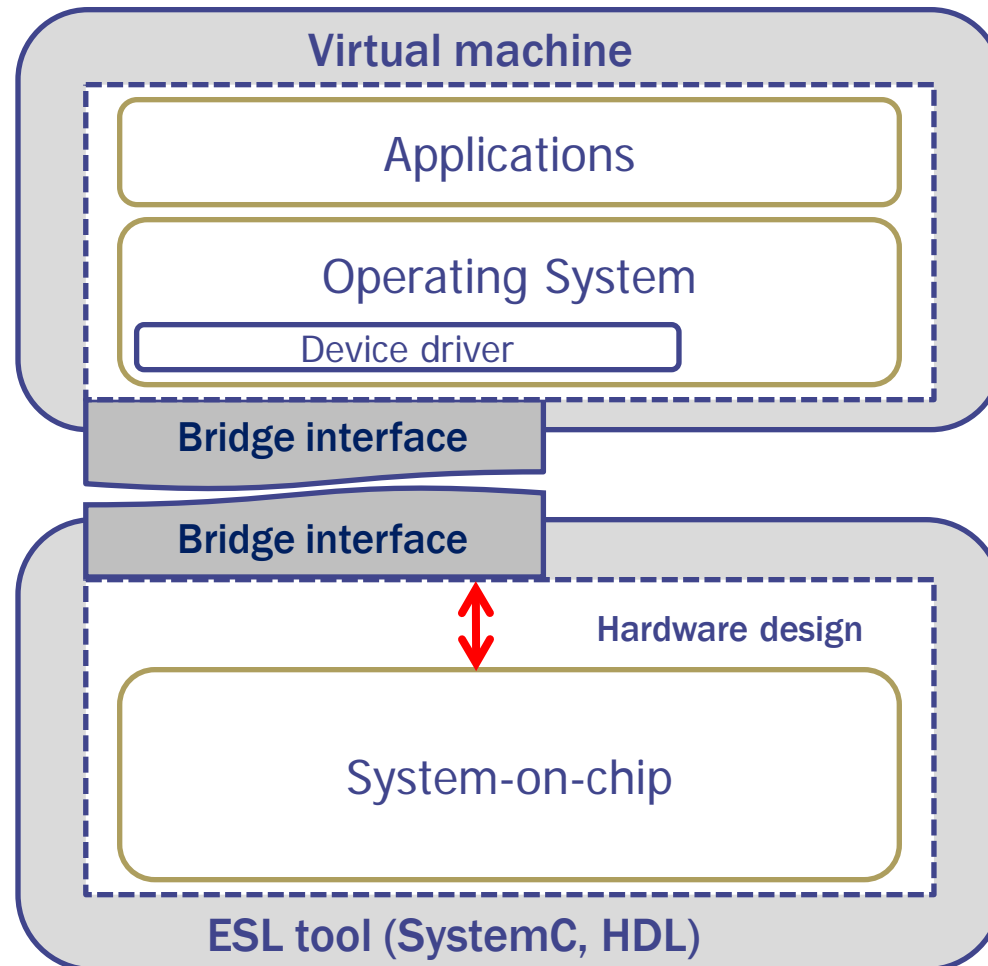 Virtual machine
Applications
Operating System
Device driver
Bridge interface
Bridge interface
Hardware design
System-on-chip
ESL tool (SystemC, HDL)